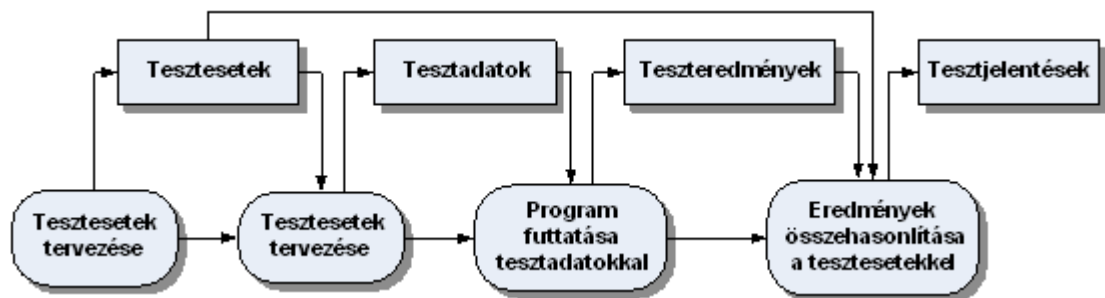 Tesztesetek
Tesztadatok
Teszteredmények
Tesztjelentések
Tesztesetek
tervezése
Tesztesetek
tervezése
Program
futtatása
tesztadatokkal
Eredmények
összehasonlítása
a tesztesetekkel